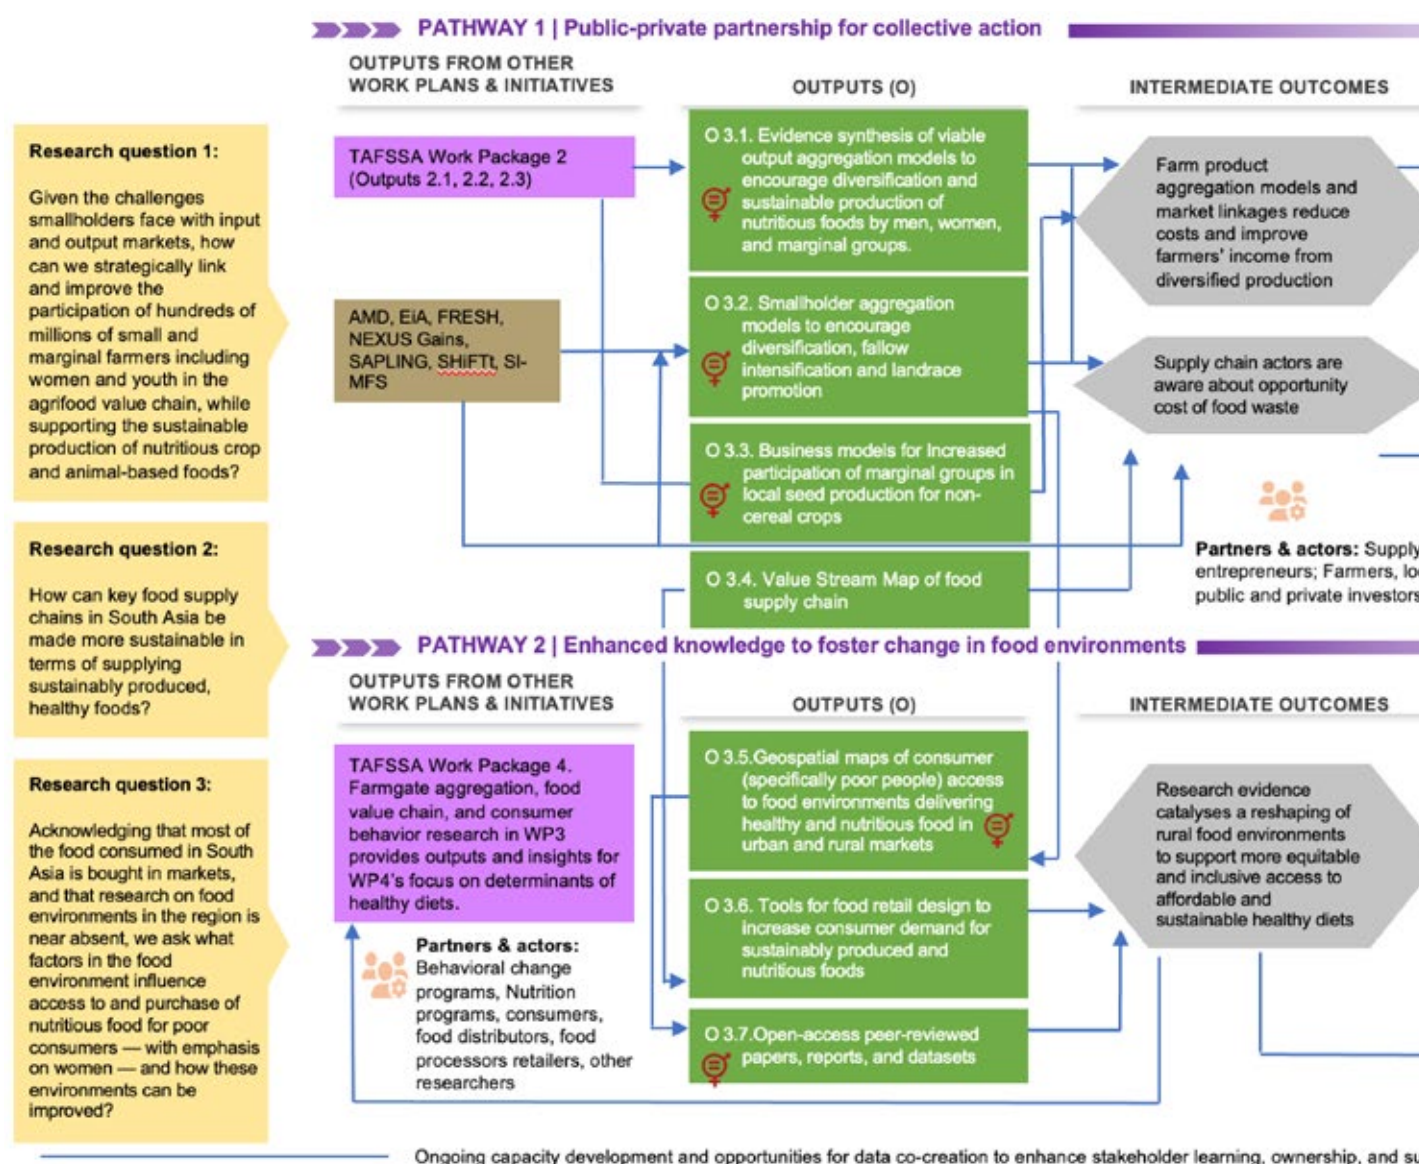 PATHWAY 1 | Public-private partnership for collective action
OUTPUTS FROM OTHER
WORK PLANS & INITIATIVES
OUTPUTS (O)
INTERMEDIATE OUTCOMES
Research question 1:
Given the challenges
smallholders face with input
and output markets, how
can we strategically link
and improve the
participation of hundreds of
millions of small and
marginal farmers including
women and youth in the
agrifood value chain, while
supporting the sustainable
production of nutritious crop
and animal-based foods?
Research question 2:
How can key food supply
chains in South Asia be
made more sustainable in
terms of supplying
sustainably produced,
healthy foods?
Research question 3:
Acknowledging that most of
the food consumed in South
Asia is bought in markets,
and that research on food
environments in the region is
near absent, we ask what
factors in the food
environment influence
access to and purchase of
nutritious food for poor
consumers — with emphasis
on women — and how these
environments can be
improved?
TAFSSA Work Package 2
(Outputs 2.1, 2.2, 2.3)
AMD, EiA, FRESH,
NEXUS Gains,
SAPLING, SHiFTt, SI-
MFS
O 3.1. Evidence synthesis of viable
output aggregation models to
encourage diversification and
sustainable production of
nutritious foods by men, women,
and marginal groups.
O 3.2. Smallholder aggregation
models to encourage
diversification, fallow
intensification and landrace
promotion
O 3.3. Business models for Increased
participation of marginal groups in
local seed production for non-
cereal crops
O 3.4. Value Stream Map of food
supply chain
Farm product
aggregation models and
market linkages reduce
costs and improve
farmers' income from
diversified production
Supply chain actors are
aware about opportunity
cost of food waste
Partners & actors: Supply
entrepreneurs; Farmers, loc
public and private investors
PATHWAY 2 | Enhanced knowledge to foster change in food environments
OUTPUTS FROM OTHER
WORK PLANS & INITIATIVES
OUTPUTS (O)
INTERMEDIATE OUTCOMES
TAFSSA Work Package 4.
Farmgate aggregation, food
value chain, and consumer
behavior research in WP3
provides outputs and insights for
WP4's focus on determinants of
healthy diets.
Partners & actors:
Behavioral change
programs, Nutrition
programs, consumers,
food distributors, food
processors retailers, other
researchers
O 3.5.Geospatial maps of consumer
(specifically poor people) access
to food environments delivering
healthy and nutritious food in
urban and rural markets
O 3.6. Tools for food retail design to
increase consumer demand for
sustainably produced and
nutritious foods
O 3.7.Open-access peer-reviewed
papers, reports, and datasets
Research evidence
catalyses a reshaping of
rural food environments
to support more equitable
and inclusive access to
affordable and
sustainable healthy diets
Ongoing capacity development and opportunities for data co-creation to enhance stakeholder learning, ownership, and su